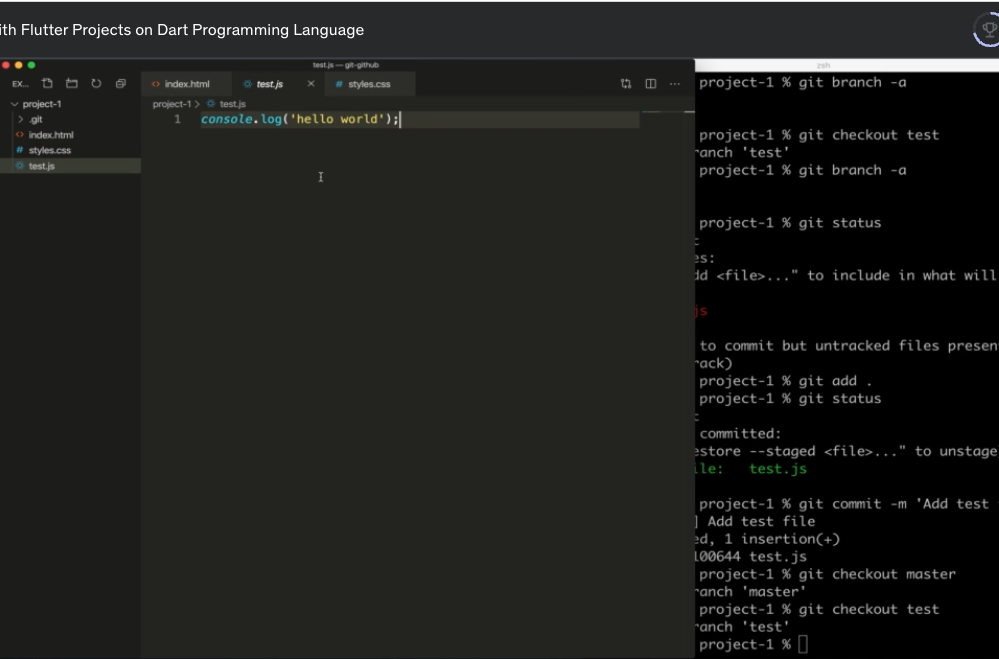 ith Flutter Projects on Dart Programming Language
test.js — git-github
EX...
index.html
test.js
# styles.css
...
project-1
project-1 > test.js
.git
index.html
# styles.css
test.js
1 console.log('hello world');
zsh
project-1 % git branch -a
project-1 % git checkout test
ranch 'test'
project-1 % git branch -a
project-1 % git status
es:
dd <file>..." to include in what will
js
to commit but untracked files presen
rack)
project-1 % git add .
project-1 % git status
committed:
estore --staged <file>..." to unstage
ile: test.js
project-1 % git commit -m 'Add test
] Add test file
ed, 1 insertion(+)
100644 test.js
project-1 % git checkout master
ranch 'master'
project-1 % git checkout test
ranch 'test'
project-1 %